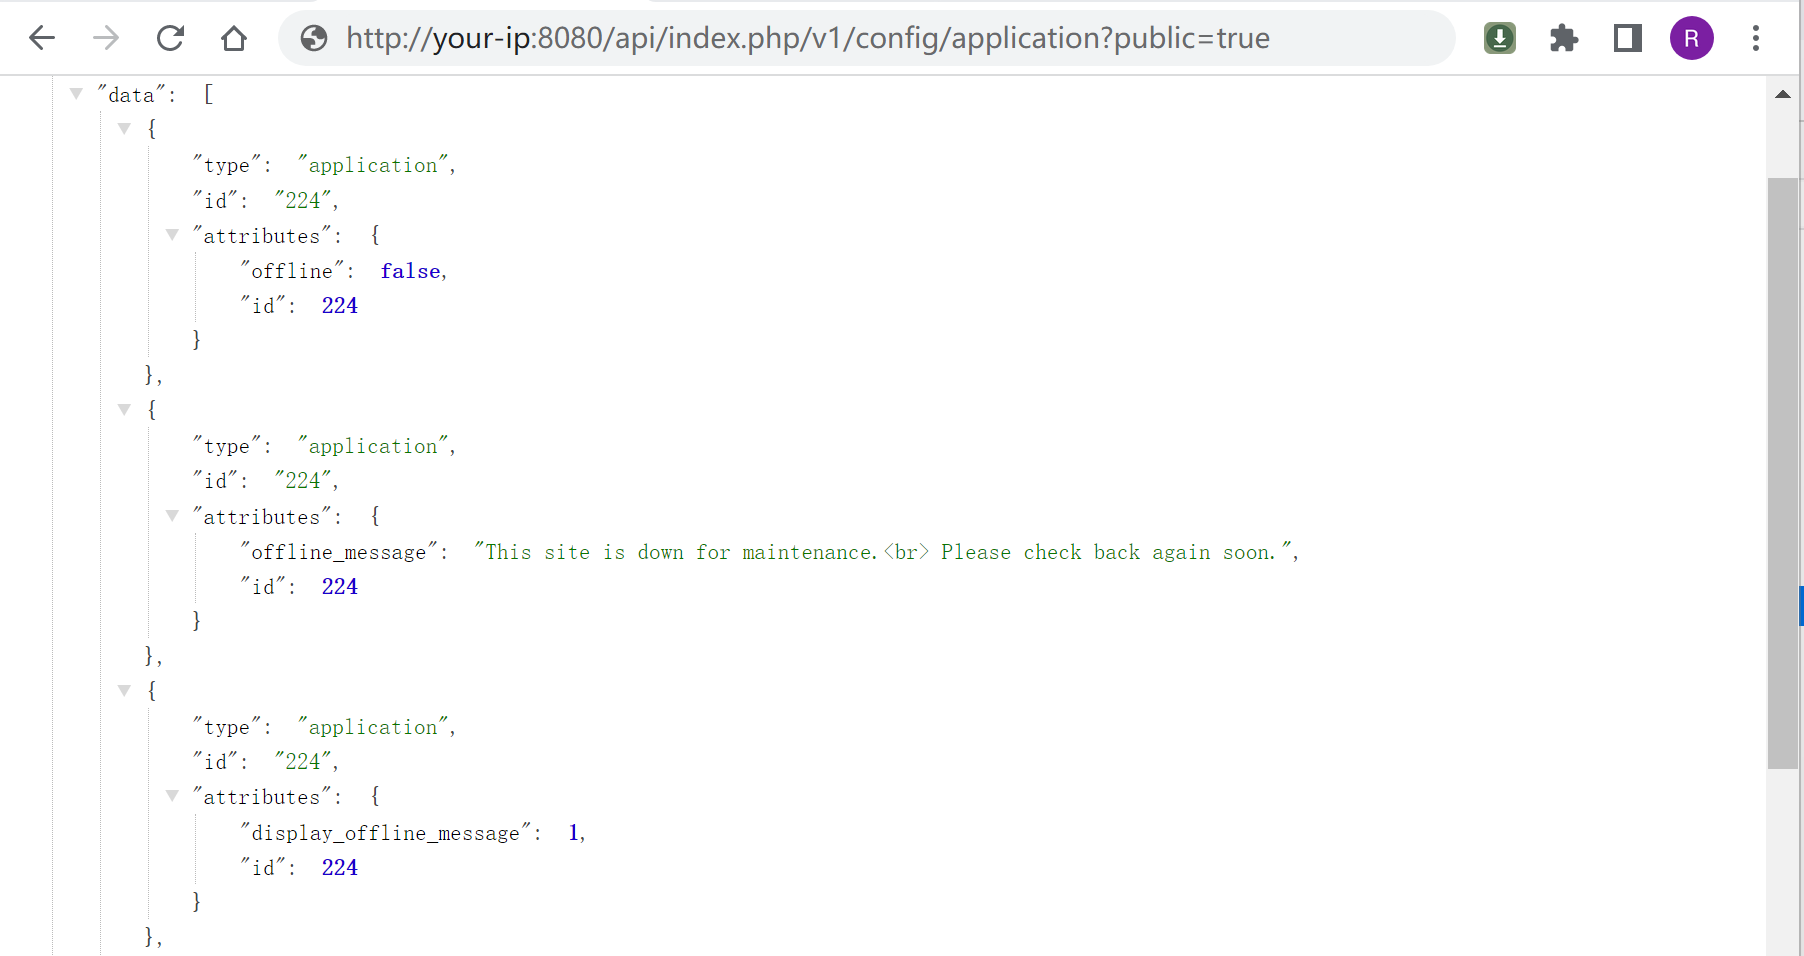 http://your-ip:8080/api/index.php/v1/config/application?public=true
R
"data": [
{
"type": "application",
"id": "224",
"attributes": {
"offline": false,
"id": 224
}
},
{
"type": "application",
"id": "224",
"attributes": {
"offline_message": "This site is down for maintenance.<br> Please check back again soon.",
"id": 224
}
},
{
"type": "application",
"id": "224",
"attributes": {
"display_offline_message": 1,
"id": 224
}
},